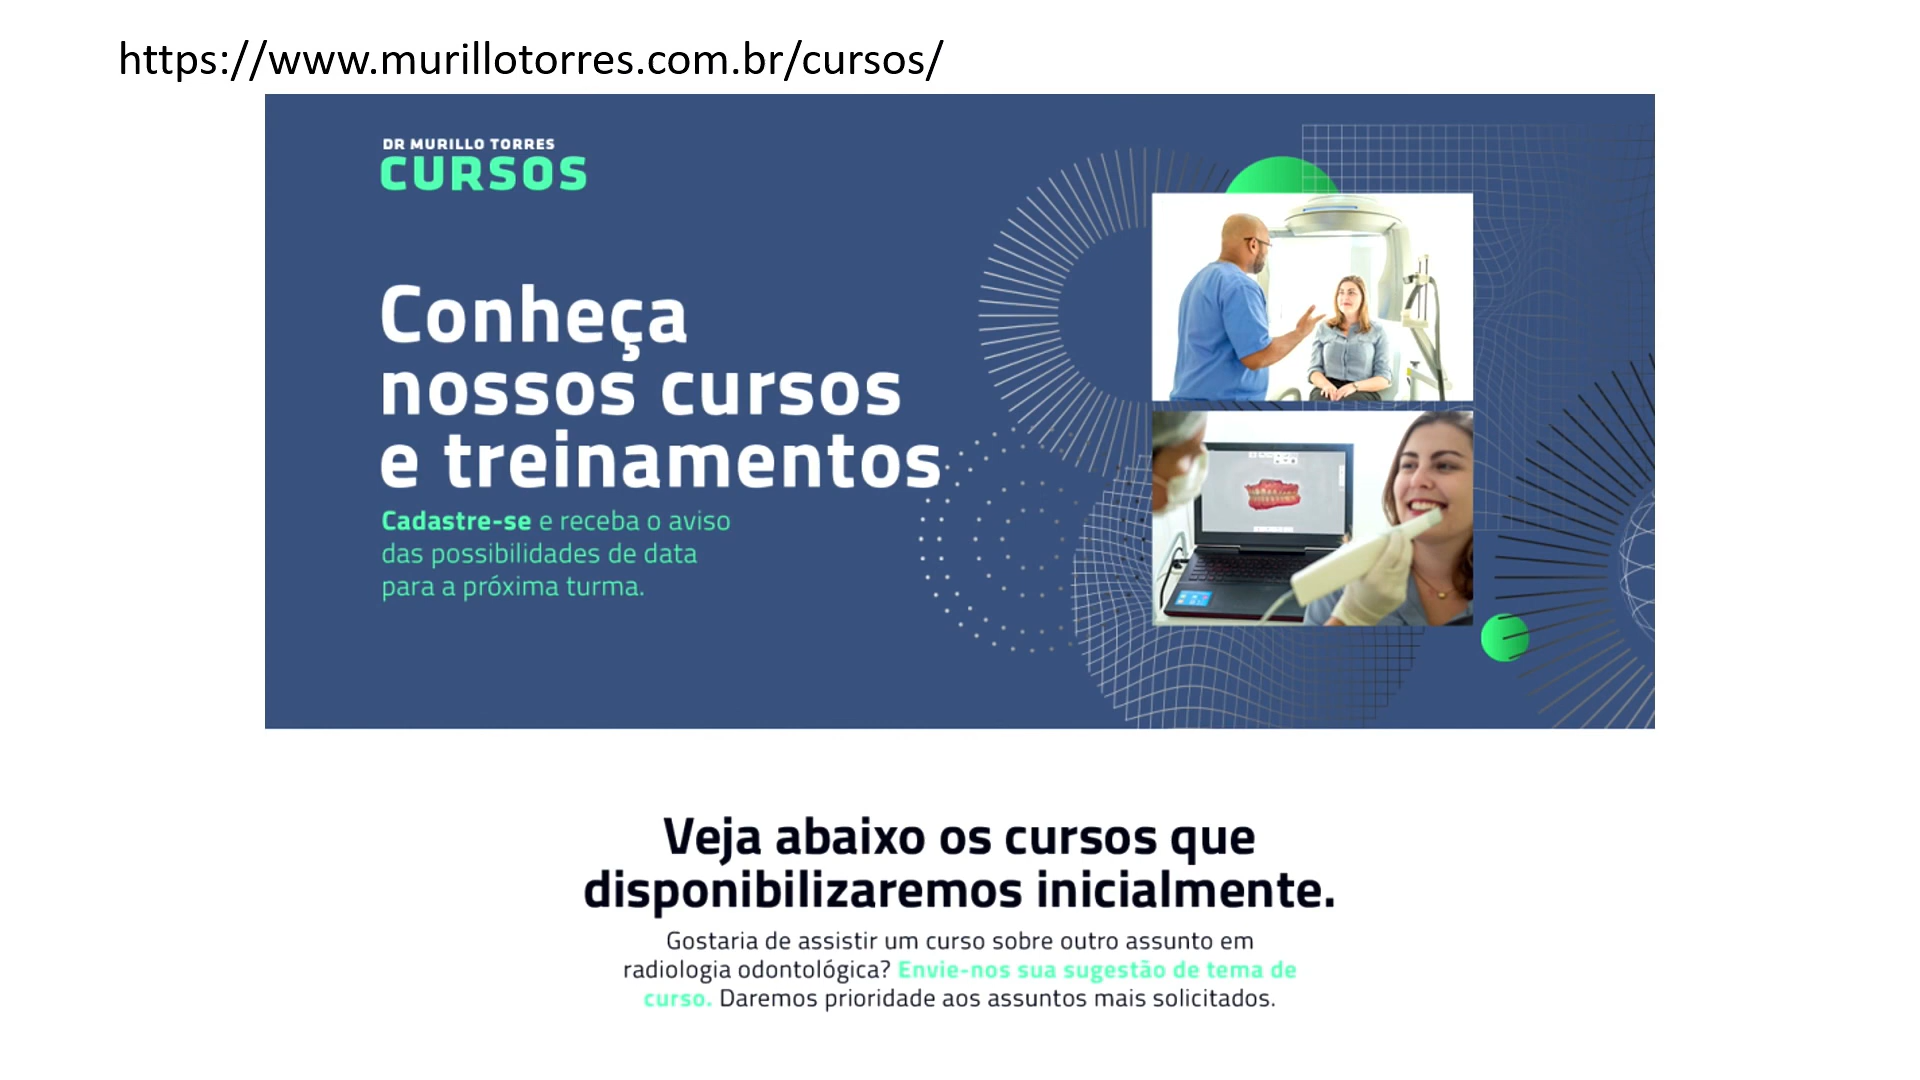 https://www.murillotorres.com.br/cursos/
DR MURILLO TORRES
CURSOS
Conheça
nossos cursos
e treinamentos
Cadastre-se e receba o aviso
das possibilidades de data
para a próxima turma.
Veja abaixo os cursos que
disponibilizaremos inicialmente.
Gostaria de assistir um curso sobre outro assunto em
radiologia odontológica? Envie-nos sua sugestão de tema de
curso. Daremos prioridade aos assuntos mais solicitados.